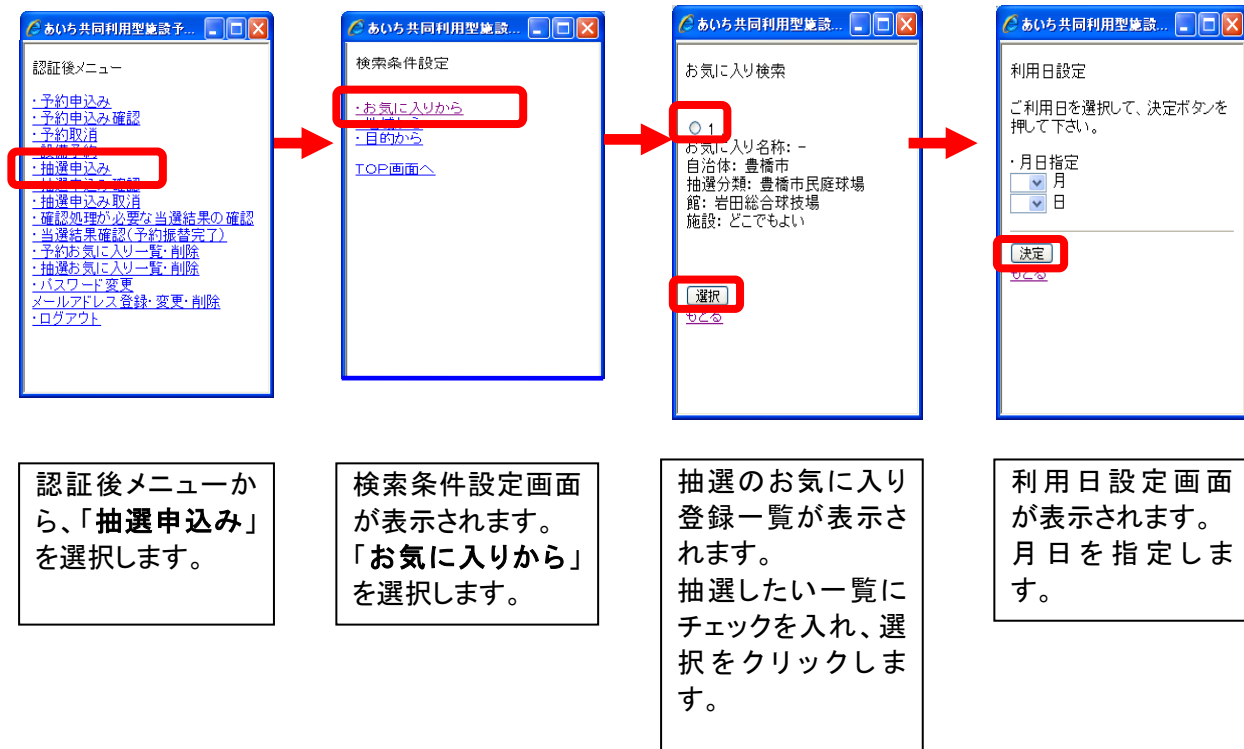 あいち共同利用型施設予...
認証後メニュー
・予約申込み
・予約申込み確認
・予約取消
・設備予約
・抽選申込み
・抽選申込み確認
・抽選申込み取消
・確認処理が必要な当選結果の確認
・当選結果確認(予約振替完了)
・予約お気に入り一覧・削除
・抽選お気に入り一覧・削除
・パスワード変更
メールアドレス登録・変更・削除
・ログアウト
あいち共同利用型施設...
検索条件設定
・お気に入りから
・地域から
・目的から
TOP画面へ
あいち共同利用型施設...
お気に入り検索
1
お気に入り名称: -
自治体: 豊橋市
抽選分類: 豊橋市民庭球場
館: 岩田総合球技場
施設: どこでもよい
選択
もどる
あいち共同利用型施設...
利用日設定
ご利用日を選択して、決定ボタンを
押して下さい。
・月日指定
月
日
決定
もどる
認証後メニューか
ら、「抽選申込み」
を選択します。
検索条件設定画面
が表示されます。
「お気に入りから」
を選択します。
抽選のお気に入り
登録一覧が表示さ
れます。
抽選したい一覧に
チェックを入れ、選
択をクリックしま
す。
利用日設定画面
が表示されます。
月日を指定しま
す。